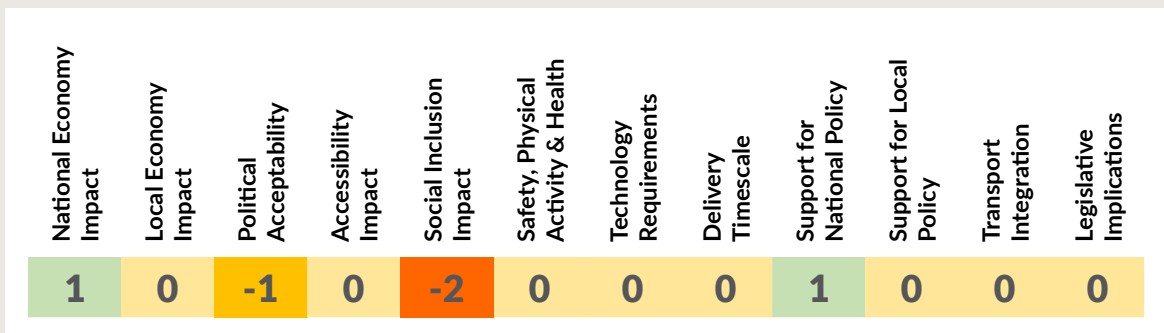 National Economy
Impact
Local Economy
Impact
Political
Acceptability
Accessibility
Impact
Social Inclusion
Impact
Safety, Physical
Activity & Health
Technology
Requirements
Delivery
Timescale
Support for
National Policy
Support for Local
Policy
Transport
Integration
Legislative
Implications
1 0 -1 0 -2 0 0 0 1 0 0 0